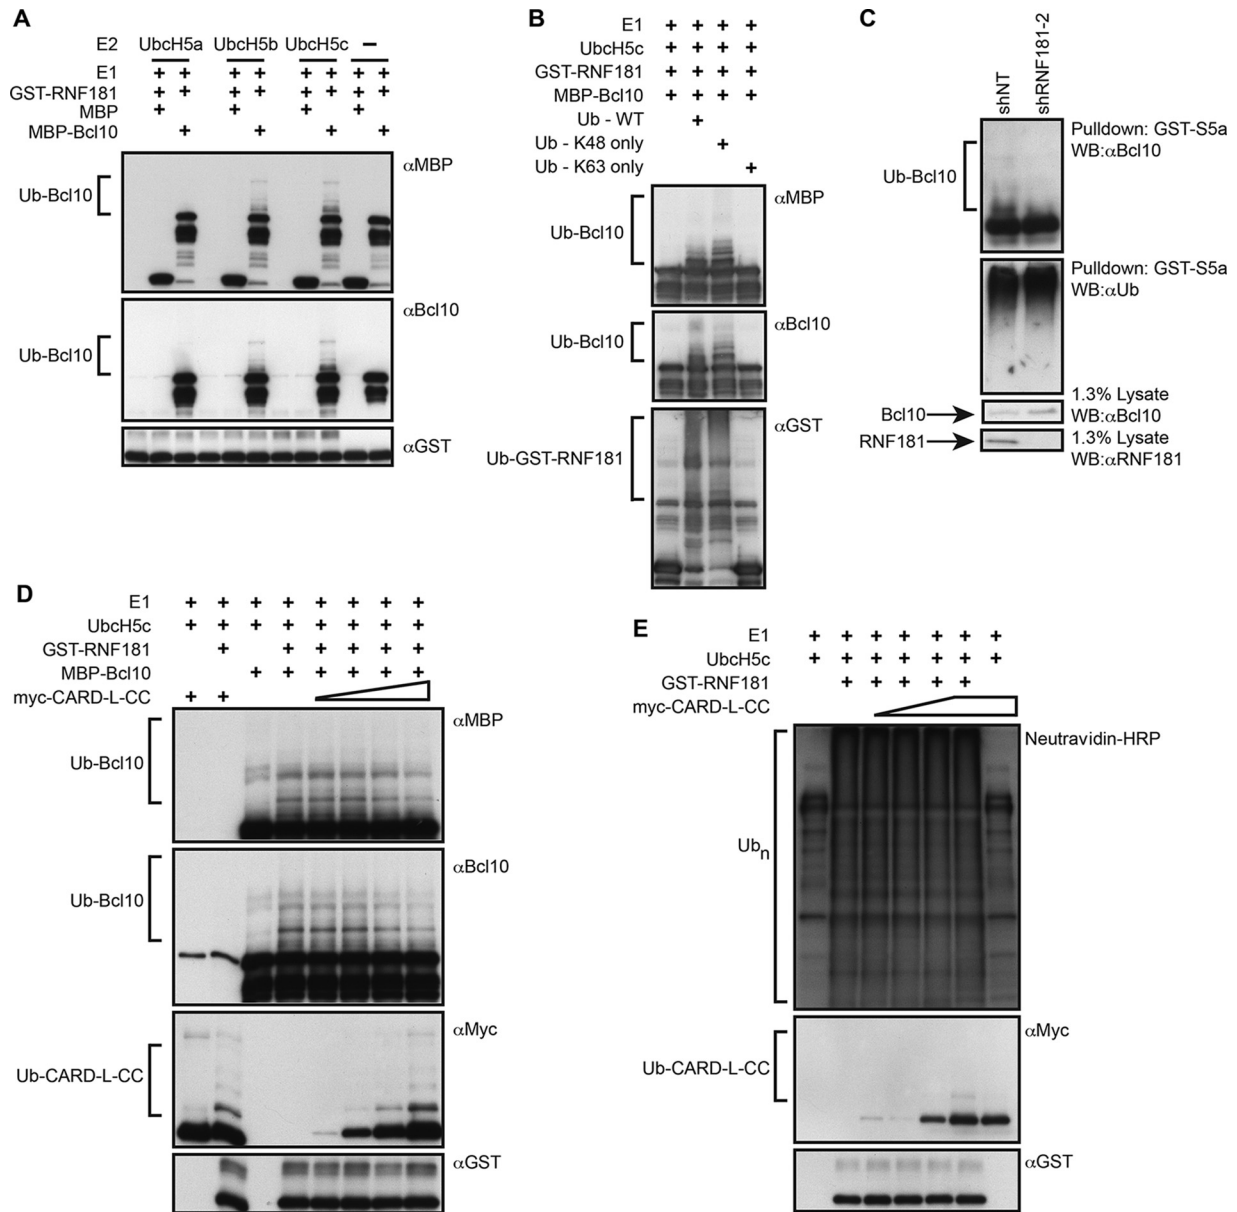 A
E2 UbcH5a UbcH5b UbcH5c –
E1 + + + + + + + +
GST-RNF181 + + + + + + + +
MBP + + + +
MBP-Bcl10 + + + +
αMBP
Ub-Bcl10
αBcl10
Ub-Bcl10
αGST
B
E1 + + + +
UbcH5c + + + +
GST-RNF181 + + + +
MBP-Bcl10 + + + +
Ub - WT +
Ub - K48 only +
Ub - K63 only +
αMBP
Ub-Bcl10
αBcl10
Ub-Bcl10
αGST
Ub-GST-RNF181
C
shNT
shRNF181-2
Pulldown: GST-S5a
WB:αBcl10
Ub-Bcl10
Pulldown: GST-S5a
WB:αUb
1.3% Lysate
WB:αBcl10
Bcl10
RNF181
1.3% Lysate
WB:αRNF181
D
E1 + + + + + + + +
UbcH5c + + + + + + + +
GST-RNF181 + + + + + +
MBP-Bcl10 + + + + + +
myc-CARD-L-CC + +
αMBP
Ub-Bcl10
αBcl10
Ub-Bcl10
αMyc
Ub-CARD-L-CC
αGST
E
E1 + + + + + + +
UbcH5c + + + + + + +
GST-RNF181 + + + + +
myc-CARD-L-CC
Neutravidin-HRP
Ubn
αMyc
Ub-CARD-L-CC
αGST